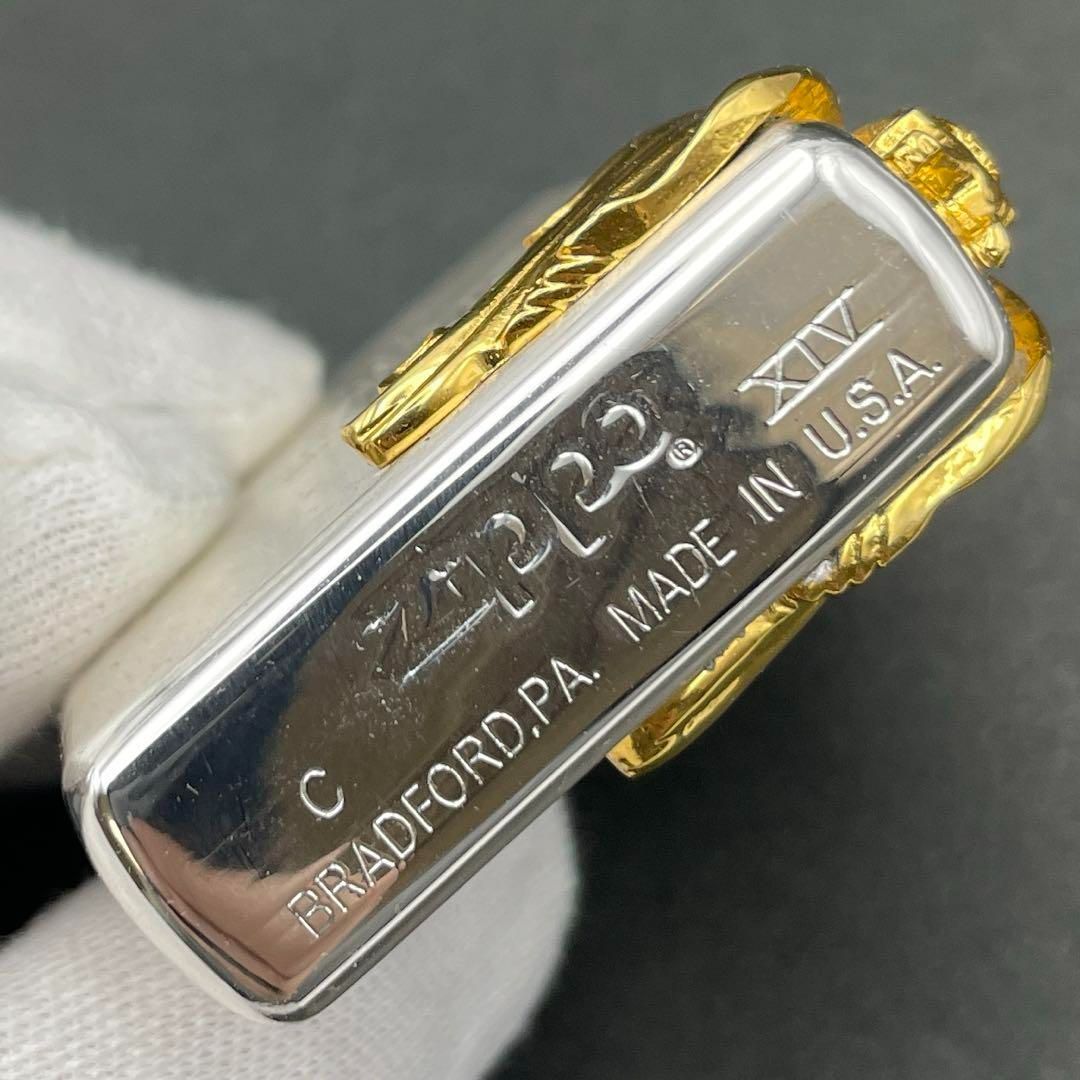 C Zippo® XIV
BRADFORD,PA. MADE IN U.S.A.